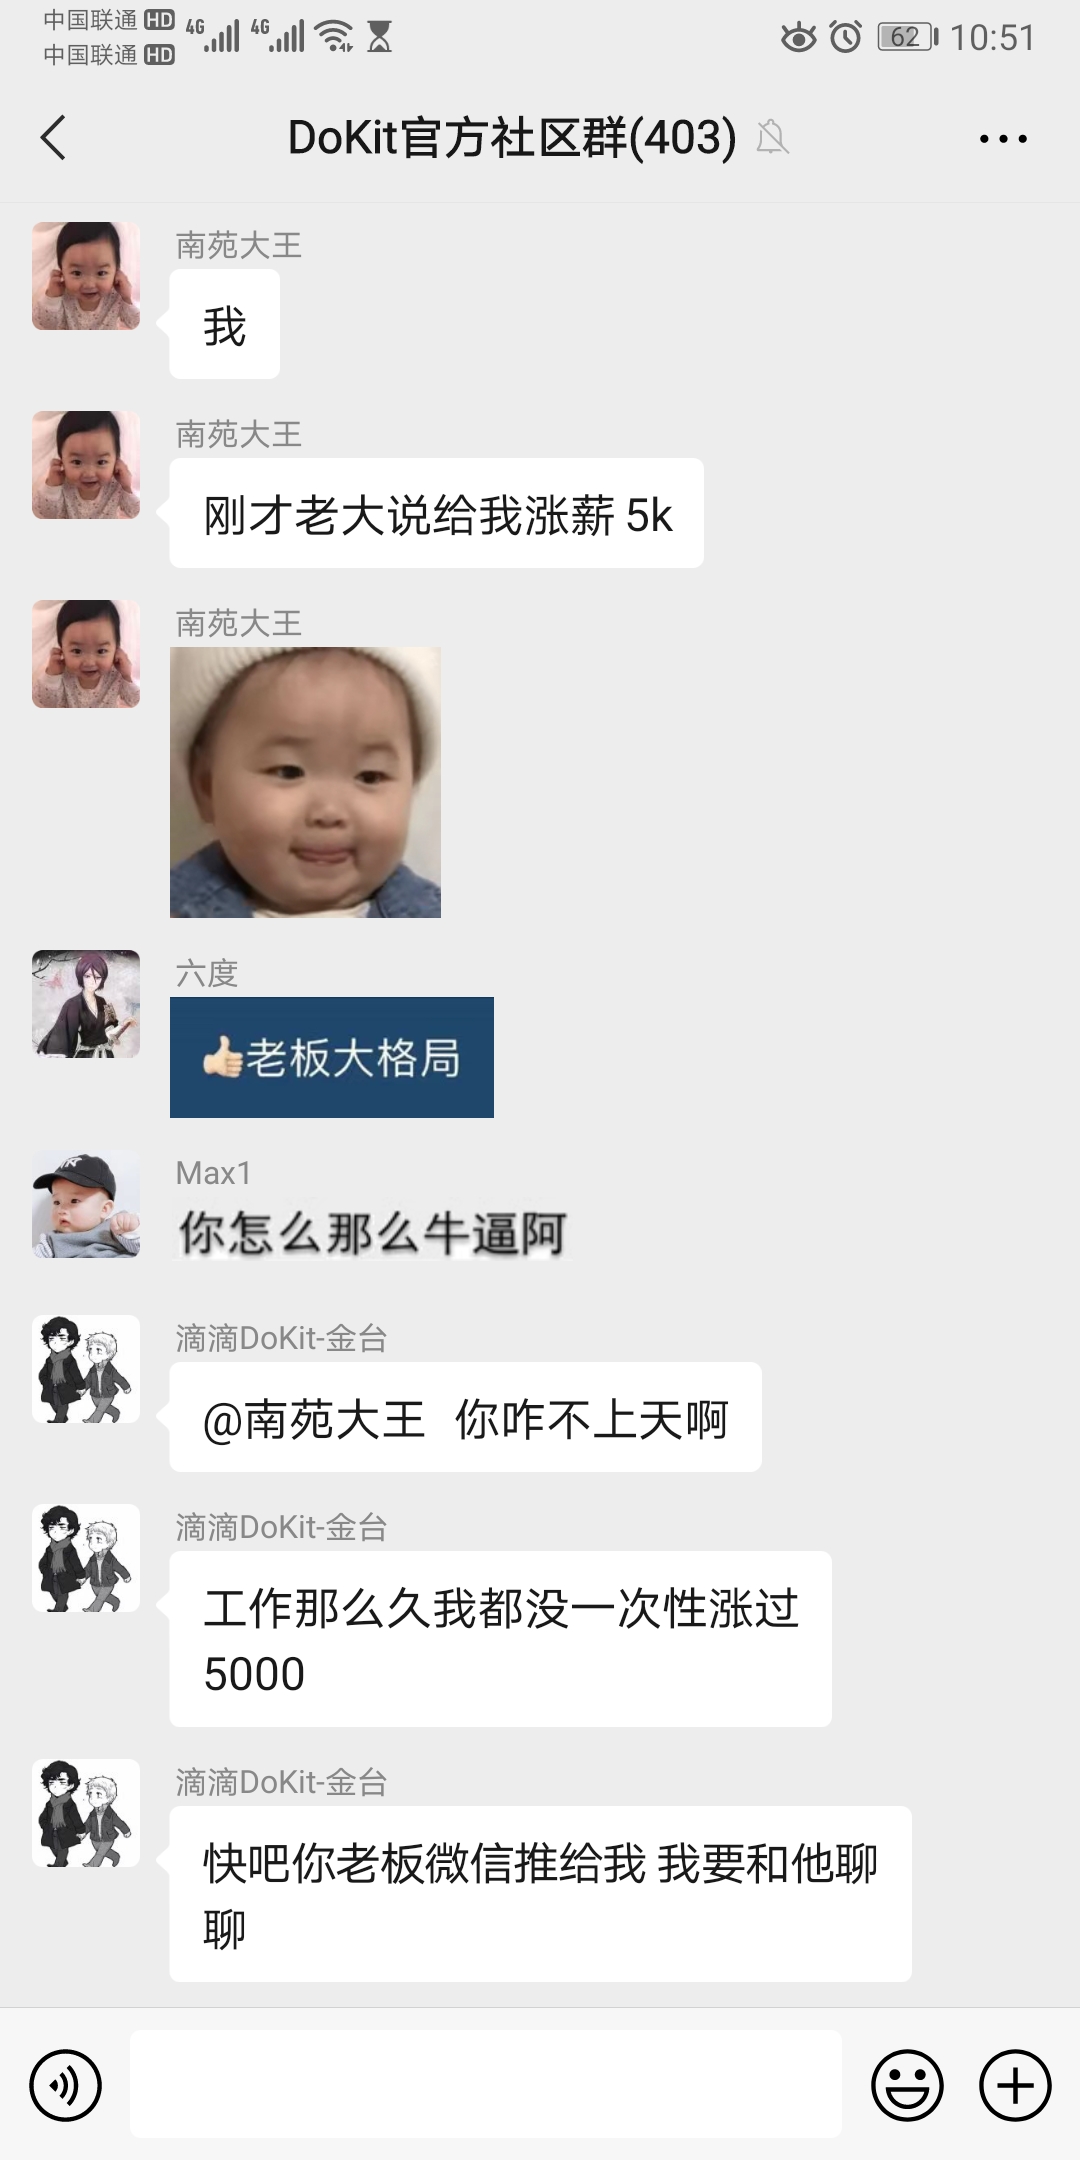 中国联通 HD
中国联通 HD
4G 4G
62 10:51
DoKit官方社区群(403)
南苑大王
我
南苑大王
刚才老大说给我涨薪 5k
南苑大王
六度
👍🏻老板大格局
Max1
你怎么那么牛逼阿
滴滴DoKit-金台
@南苑大王 你咋不上天啊
滴滴DoKit-金台
工作那么久我都没一次性涨过
5000
滴滴DoKit-金台
快吧你老板微信推给我 我要和他聊
聊